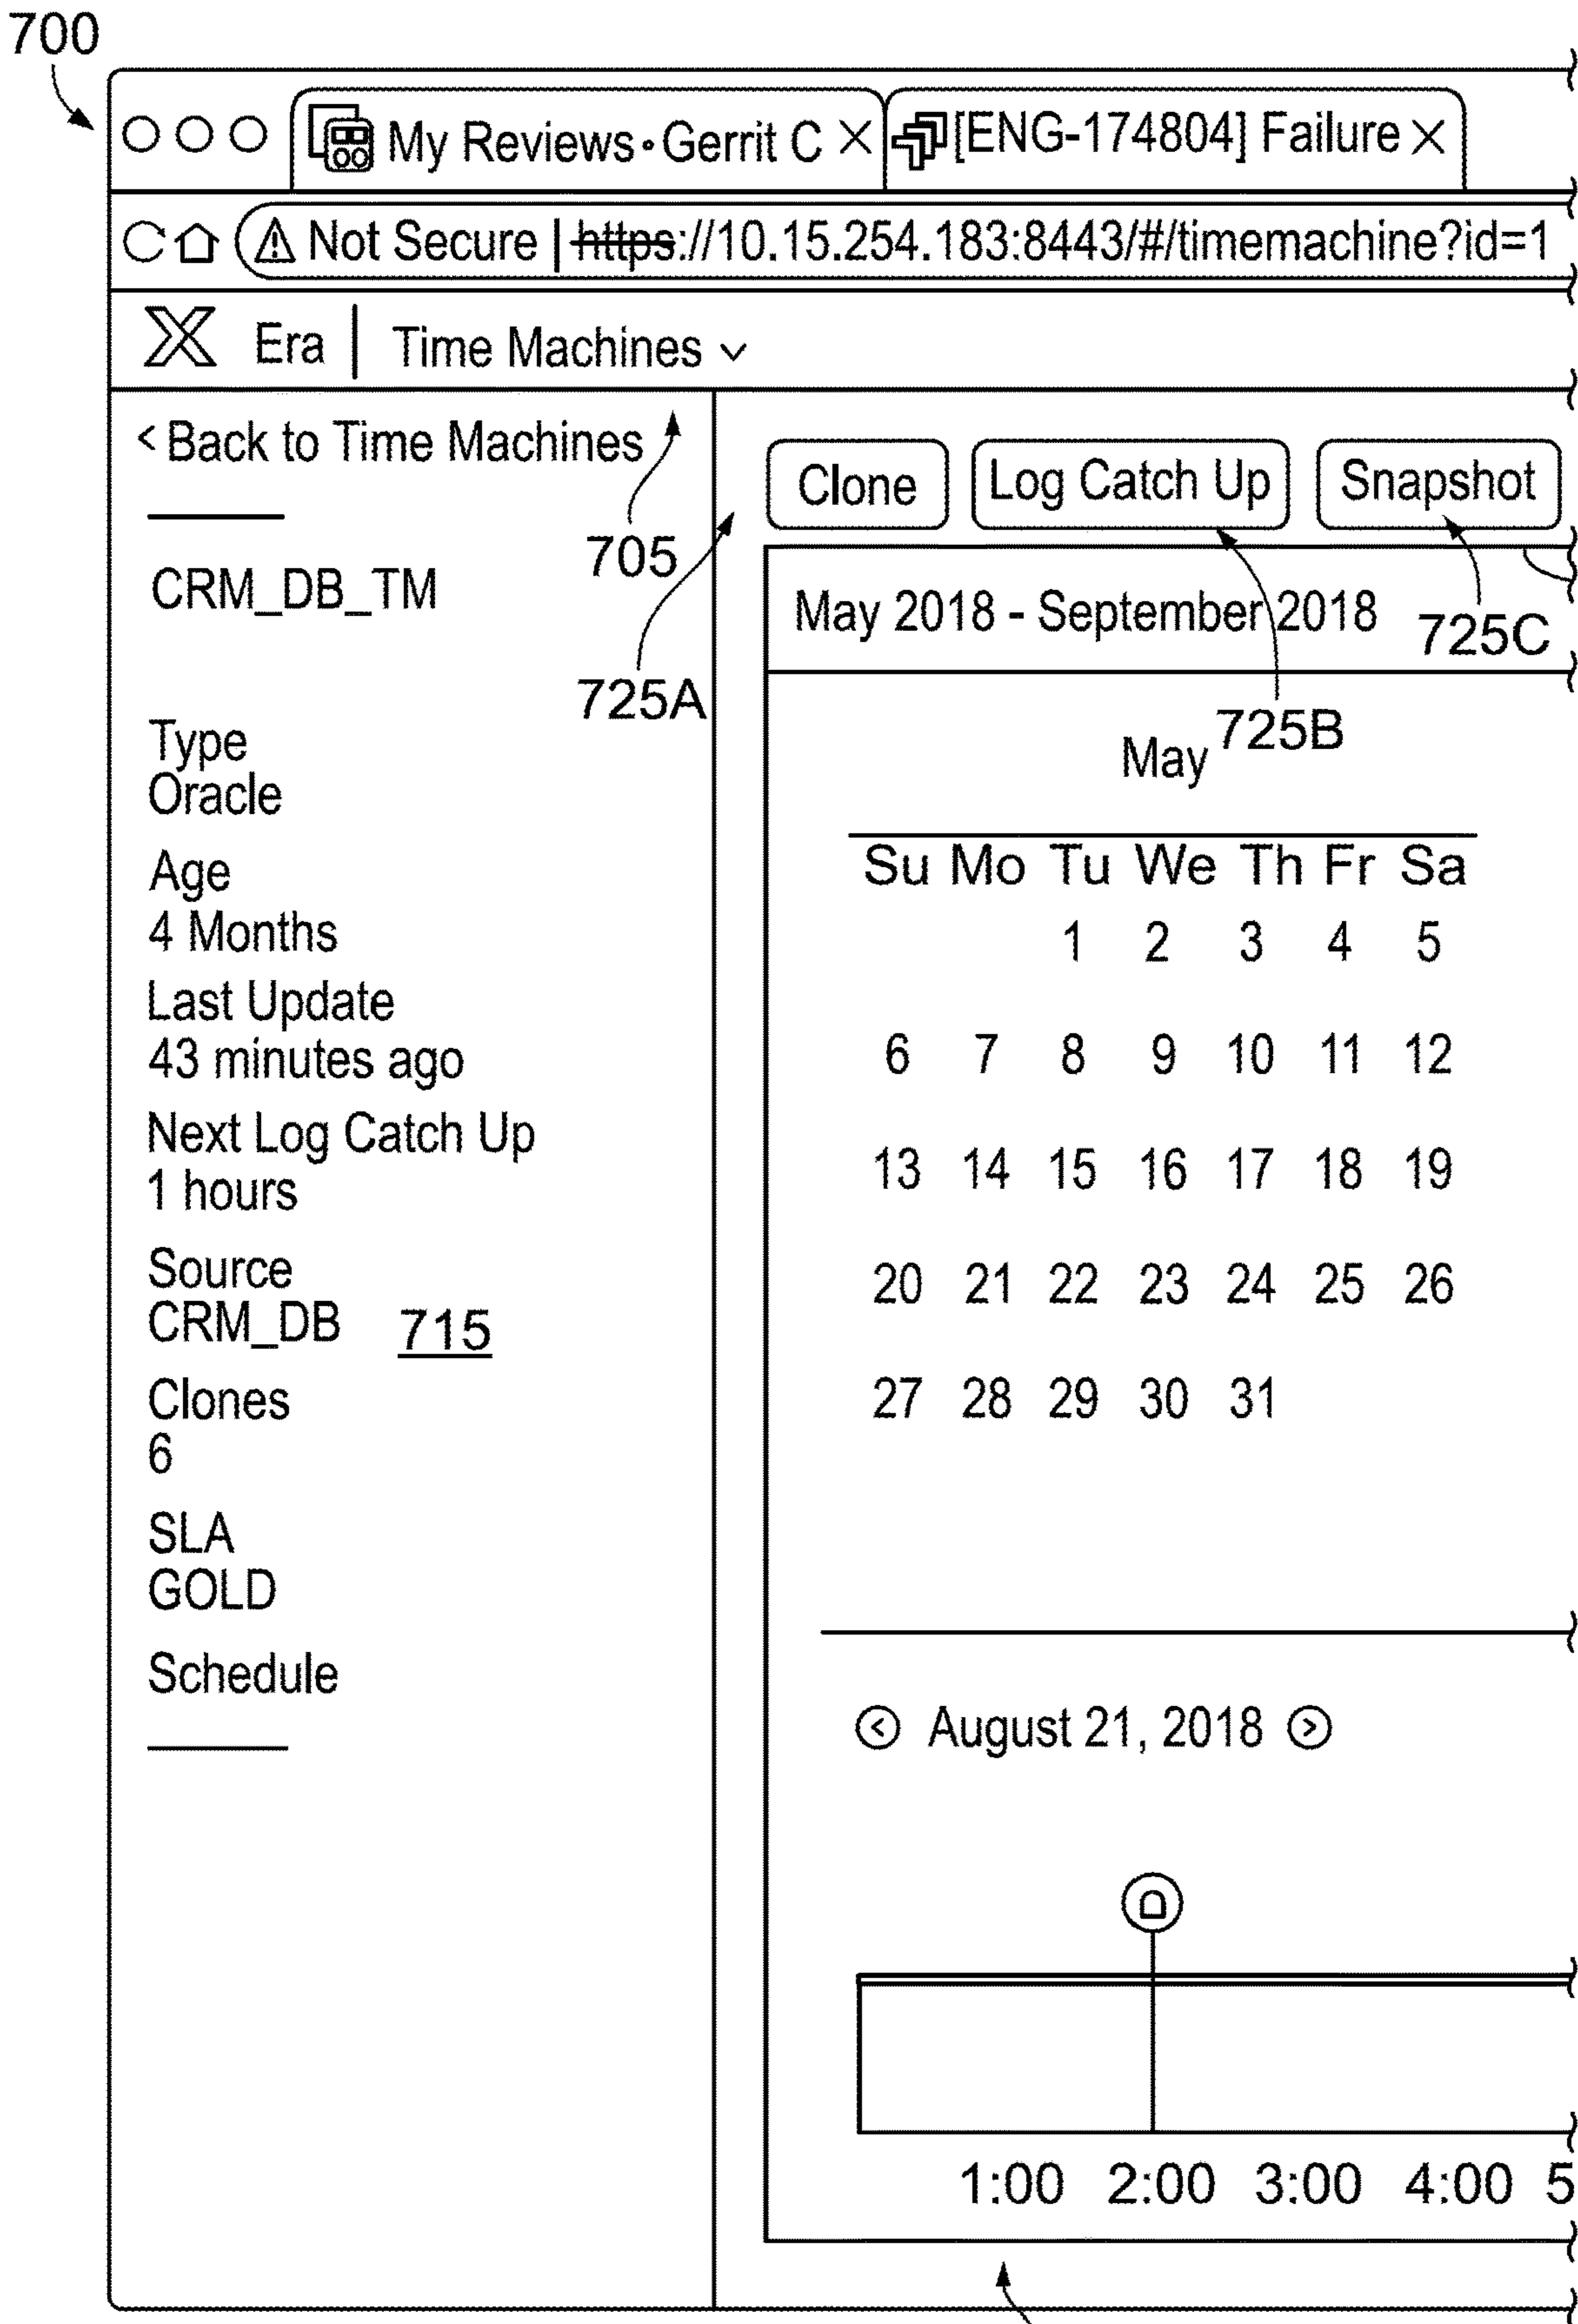 700
My Reviews • Gerrit C
[ENG-174804] Failure
Not Secure | https://10.15.254.183:8443/#/timemachine?id=1
Era | Time Machines
< Back to Time Machines
705
Clone
Log Catch Up
Snapshot
CRM_DB_TM
725A
May 2018 - September 2018
725C
725B
Type
Oracle
Age
4 Months
Last Update
43 minutes ago
Next Log Catch Up
1 hours
Source
CRM_DB
715
Clones
6
SLA
GOLD
Schedule
May
Su Mo Tu We Th Fr Sa
1 2 3 4 5
6 7 8 9 10 11 12
13 14 15 16 17 18 19
20 21 22 23 24 25 26
27 28 29 30 31
August 21, 2018
1:00 2:00 3:00 4:00 5